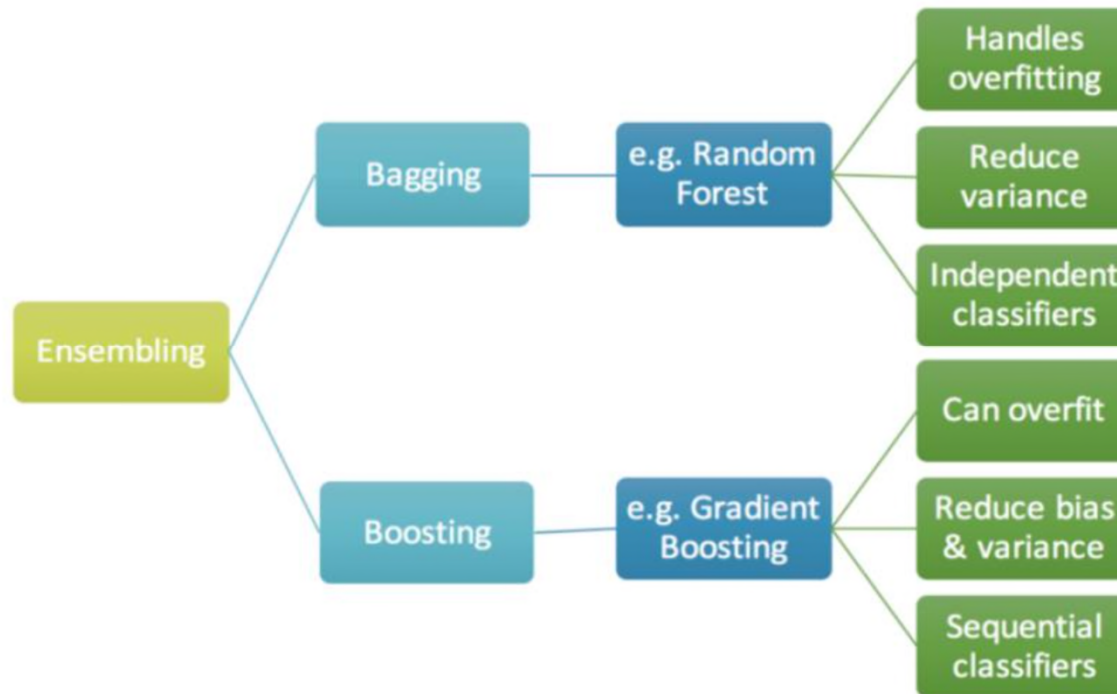 Ensembling
Bagging
e.g. Random
Forest
Handles
overfitting
Reduce
variance
Independent
classifiers
Boosting
e.g. Gradient
Boosting
Can overfit
Reduce bias
& variance
Sequential
classifiers